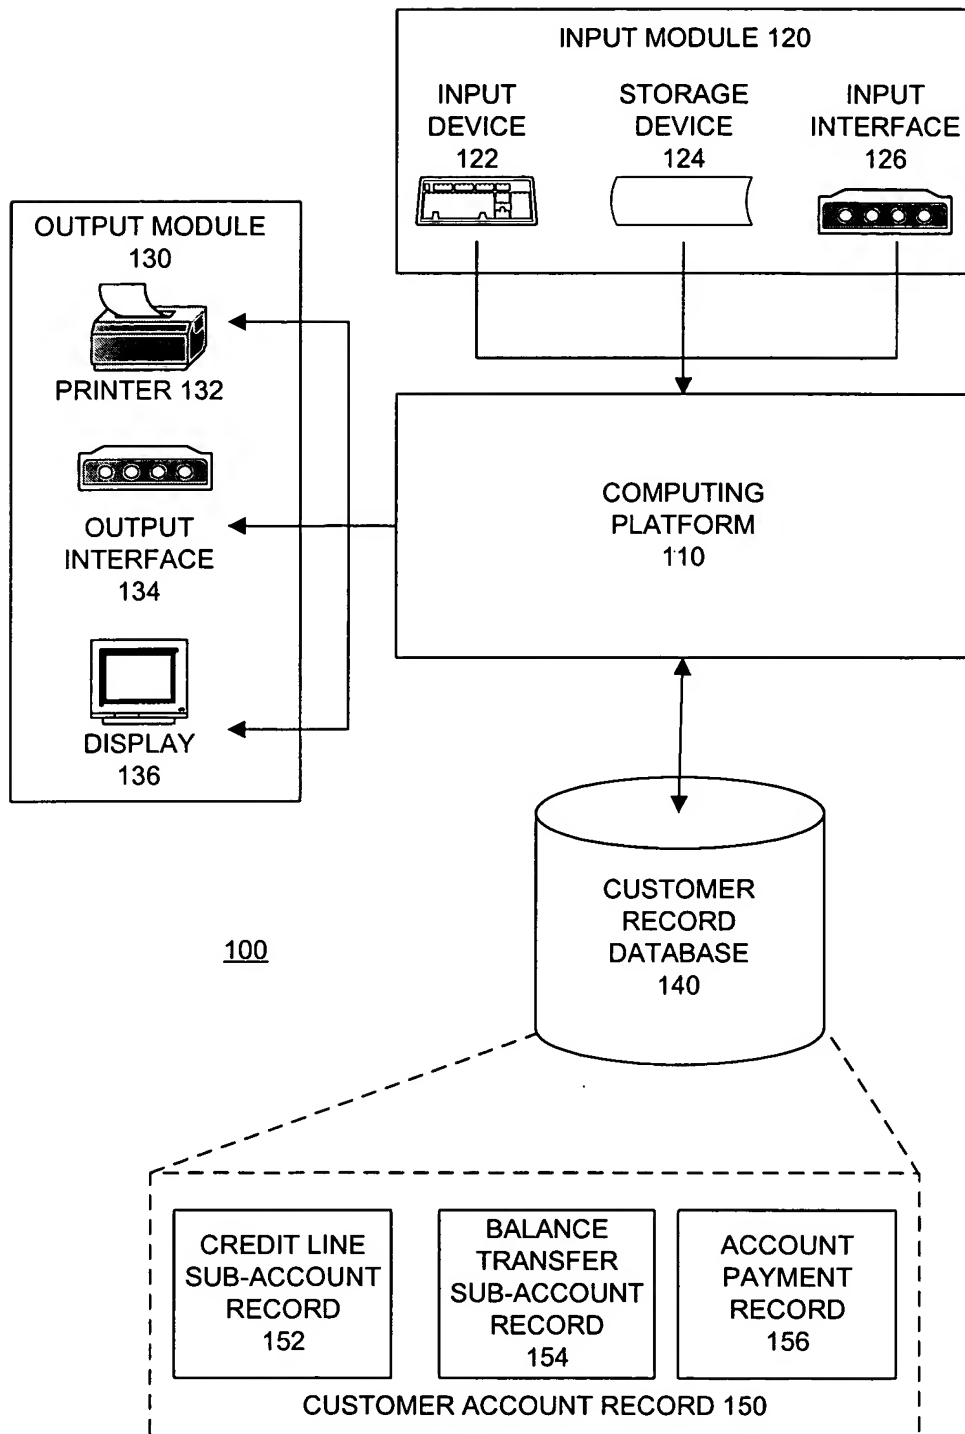 INPUT MODULE 120
INPUT
DEVICE
122
STORAGE
DEVICE
124
INPUT
INTERFACE
126
OUTPUT MODULE
130
PRINTER 132
OUTPUT
INTERFACE
134
DISPLAY
136
COMPUTING
PLATFORM
110
CUSTOMER
RECORD
DATABASE
140
100
CREDIT LINE
SUB-ACCOUNT
RECORD
152
BALANCE
TRANSFER
SUB-ACCOUNT
RECORD
154
ACCOUNT
PAYMENT
RECORD
156
CUSTOMER ACCOUNT RECORD 150